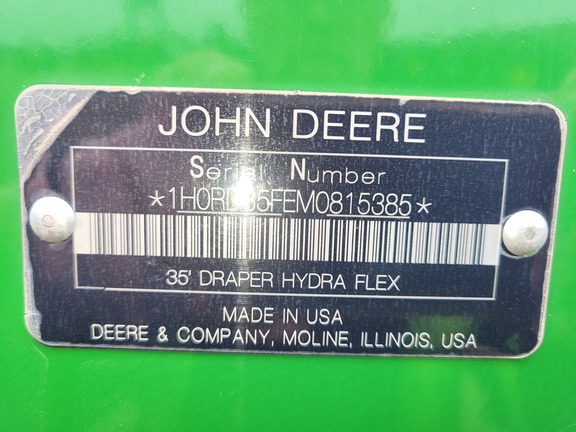 JOHN DEERE
Serial Number
*1H0RD35FEM0815385*
35' DRAPER HYDRA FLEX
MADE IN USA
DEERE & COMPANY, MOLINE, ILLINOIS, USA